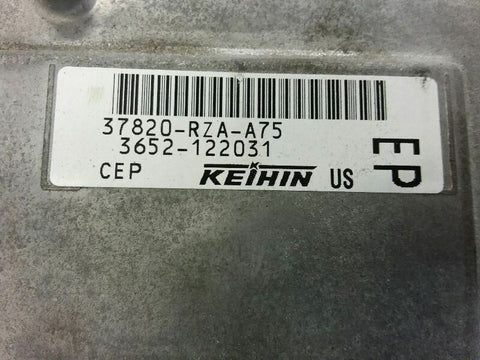 37820-RZA-A75
3652-122031
CEP KEIHIN US
EP